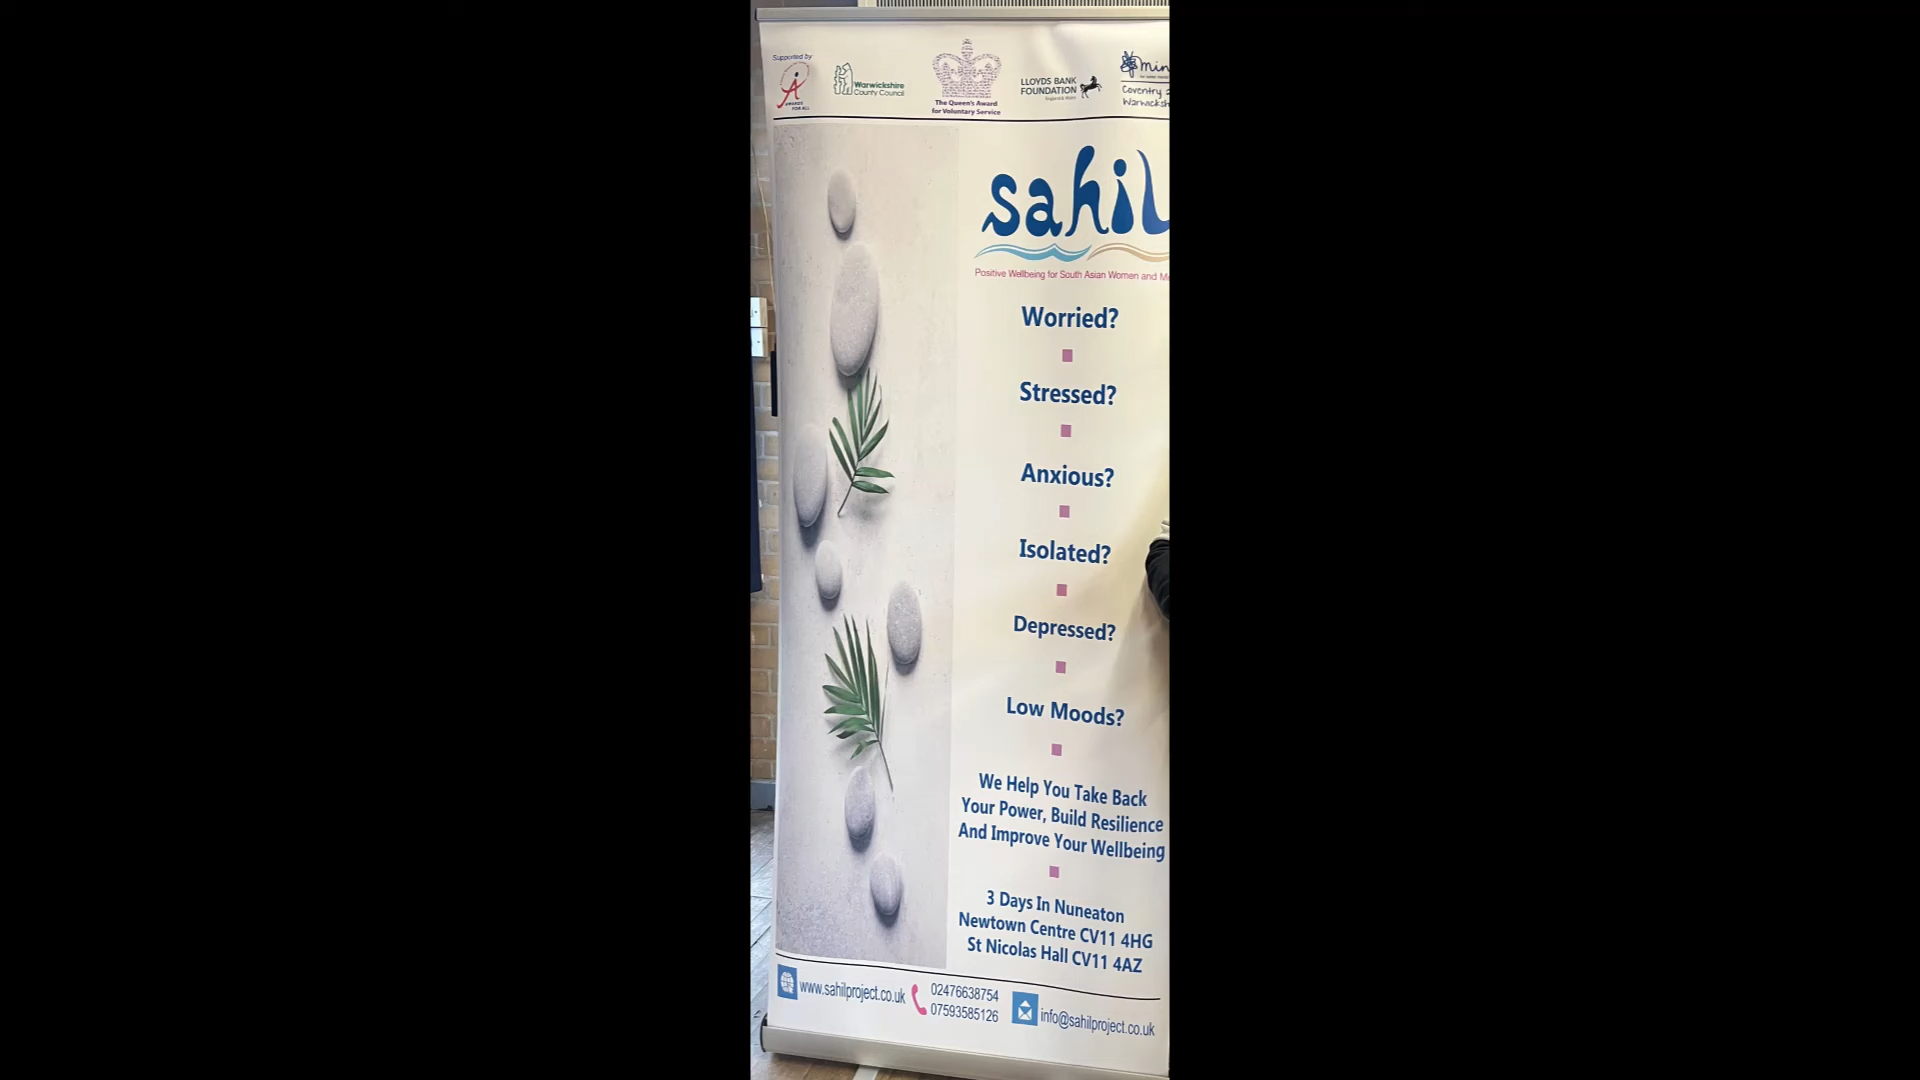 Supported by
AWARDS
FOR ALL
Warwickshire
County Council
The Queen's Award
for Voluntary Service
LLOYDS BANK
FOUNDATION
England & Wales
min
Coventry
Warwicksh
sahil
Positive Wellbeing for South Asian Women and M
Worried?
Stressed?
Anxious?
Isolated?
Depressed?
Low Moods?
We Help You Take Back
Your Power, Build Resilience
And Improve Your Wellbeing
3 Days In Nuneaton
Newtown Centre CV11 4HG
St Nicolas Hall CV11 4AZ
www.sahilproject.co.uk
02476638754
07593585126
info@sahilproject.co.uk